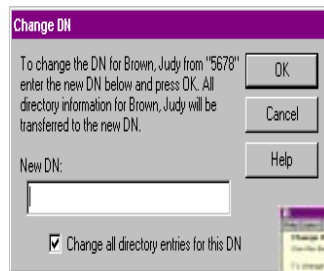 Change DN
To change the DN for Brown, Judy from "5678"
enter the new DN below and press OK. All
directory information for Brown, Judy will be
transferred to the new DN.
OK
Cancel
Help
New DN:
Change all directory entries for this DN